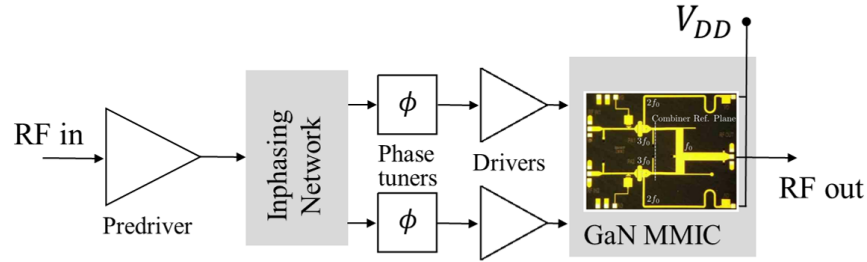 V_DD
RF in
Predriver
Inphasing
Network
ϕ
Phase
tuners
ϕ
Drivers
2f₀
Combiner Ref. Plane
3f₀
f₀
3f₀
2f₀
GaN MMIC
RF out